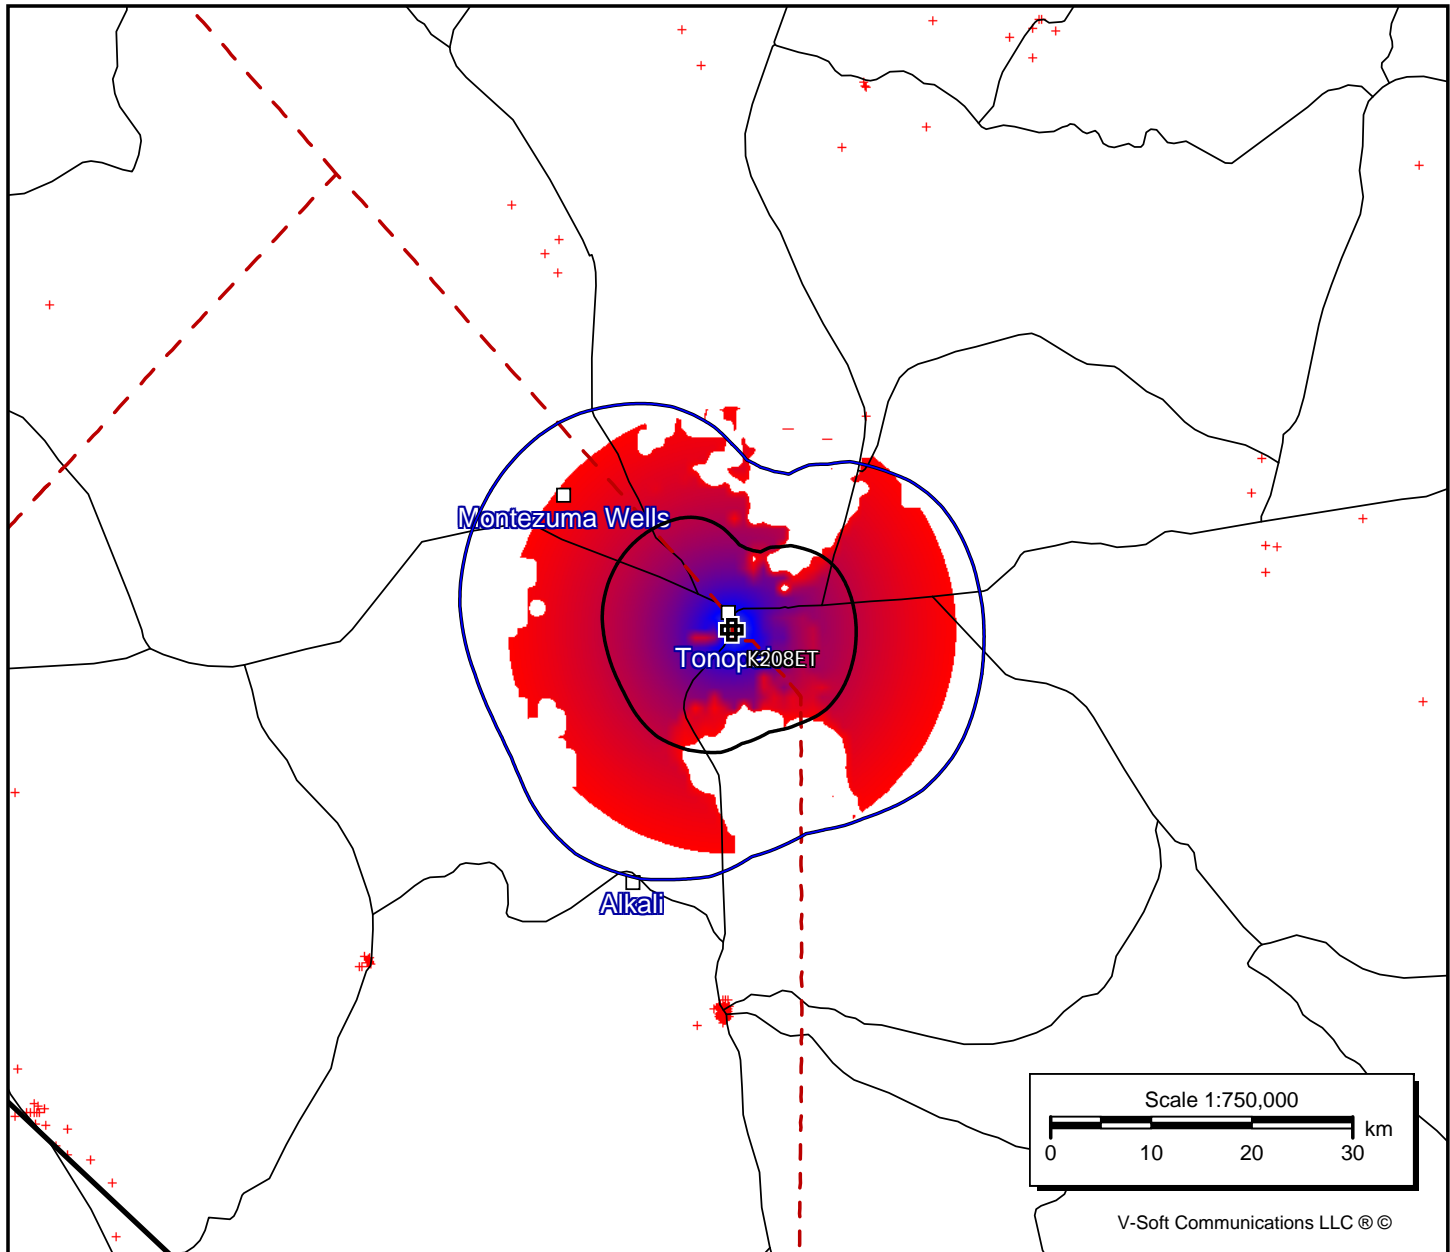 Montezuma Wells
K208ET
Alkali
Scale 1:750,000
km
0 10 20 30
V-Soft Communications LLC ® ©